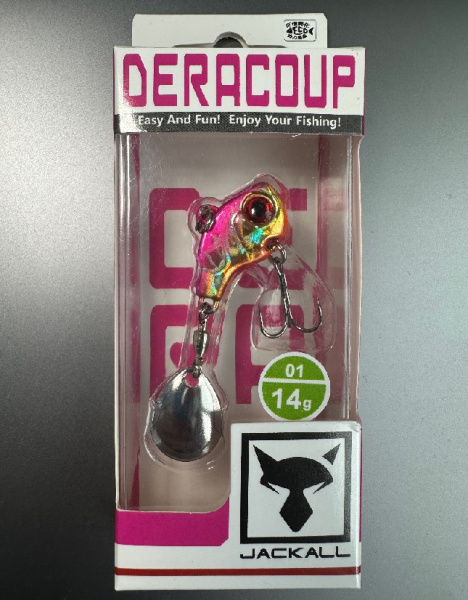 DERACOUP
Easy And Fun! Enjoy Your Fishing!
01
14g
JACKALL